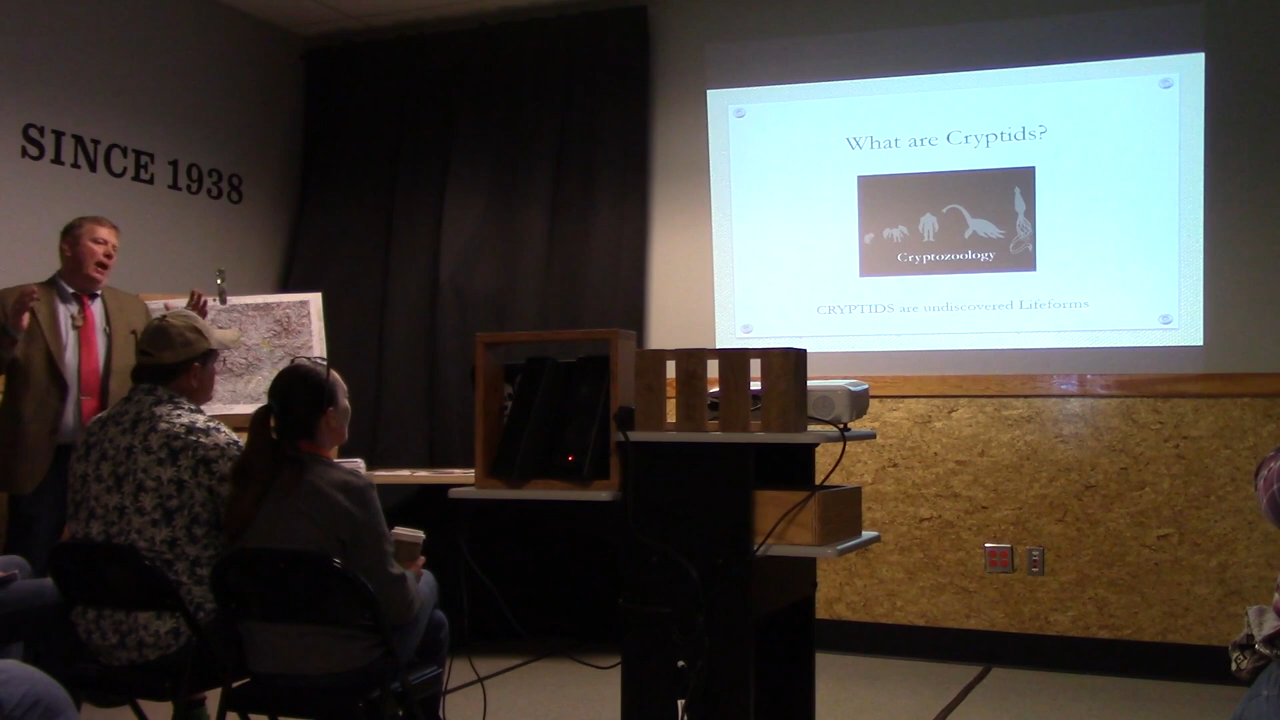 SINCE 1938
What are Cryptids?
Cryptozoology
CRYPTIDS are undiscovered Lifeforms